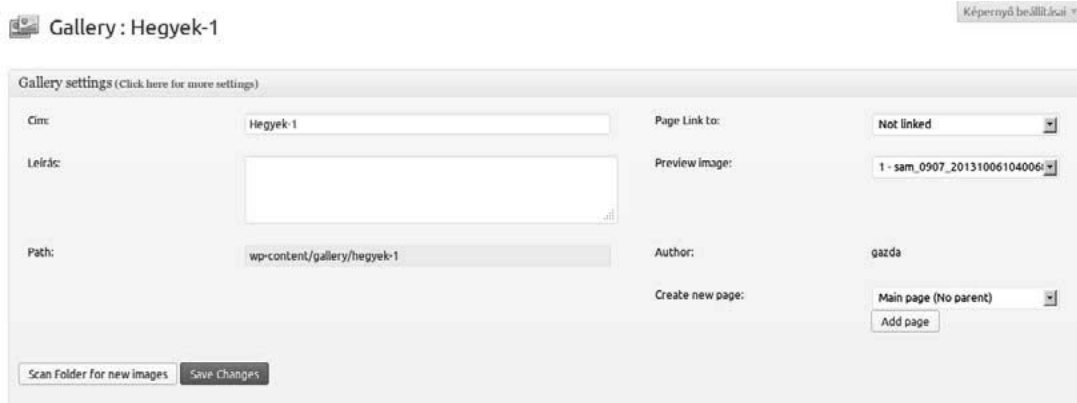 Képernyő beállításai
Gallery : Hegyek-1
Gallery settings (Click here for more settings)
Cím:
Hegyek-1
Page Link to:
Not linked
Leírás:
Preview image:
1 - sam_0907_20131006104006
Path:
wp-content/gallery/hegyek-1
Author:
gazda
Create new page:
Main page (No parent)
Add page
Scan Folder for new images
Save Changes